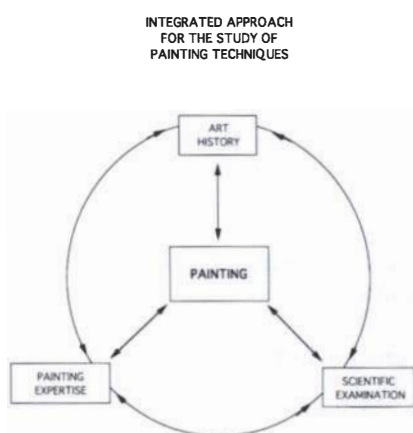 INTEGRATED APPROACH
FOR THE STUDY OF
PAINTING TECHNIQUES
ART
HISTORY
PAINTING
PAINTING
EXPERTISE
SCIENTIFIC
EXAMINATION